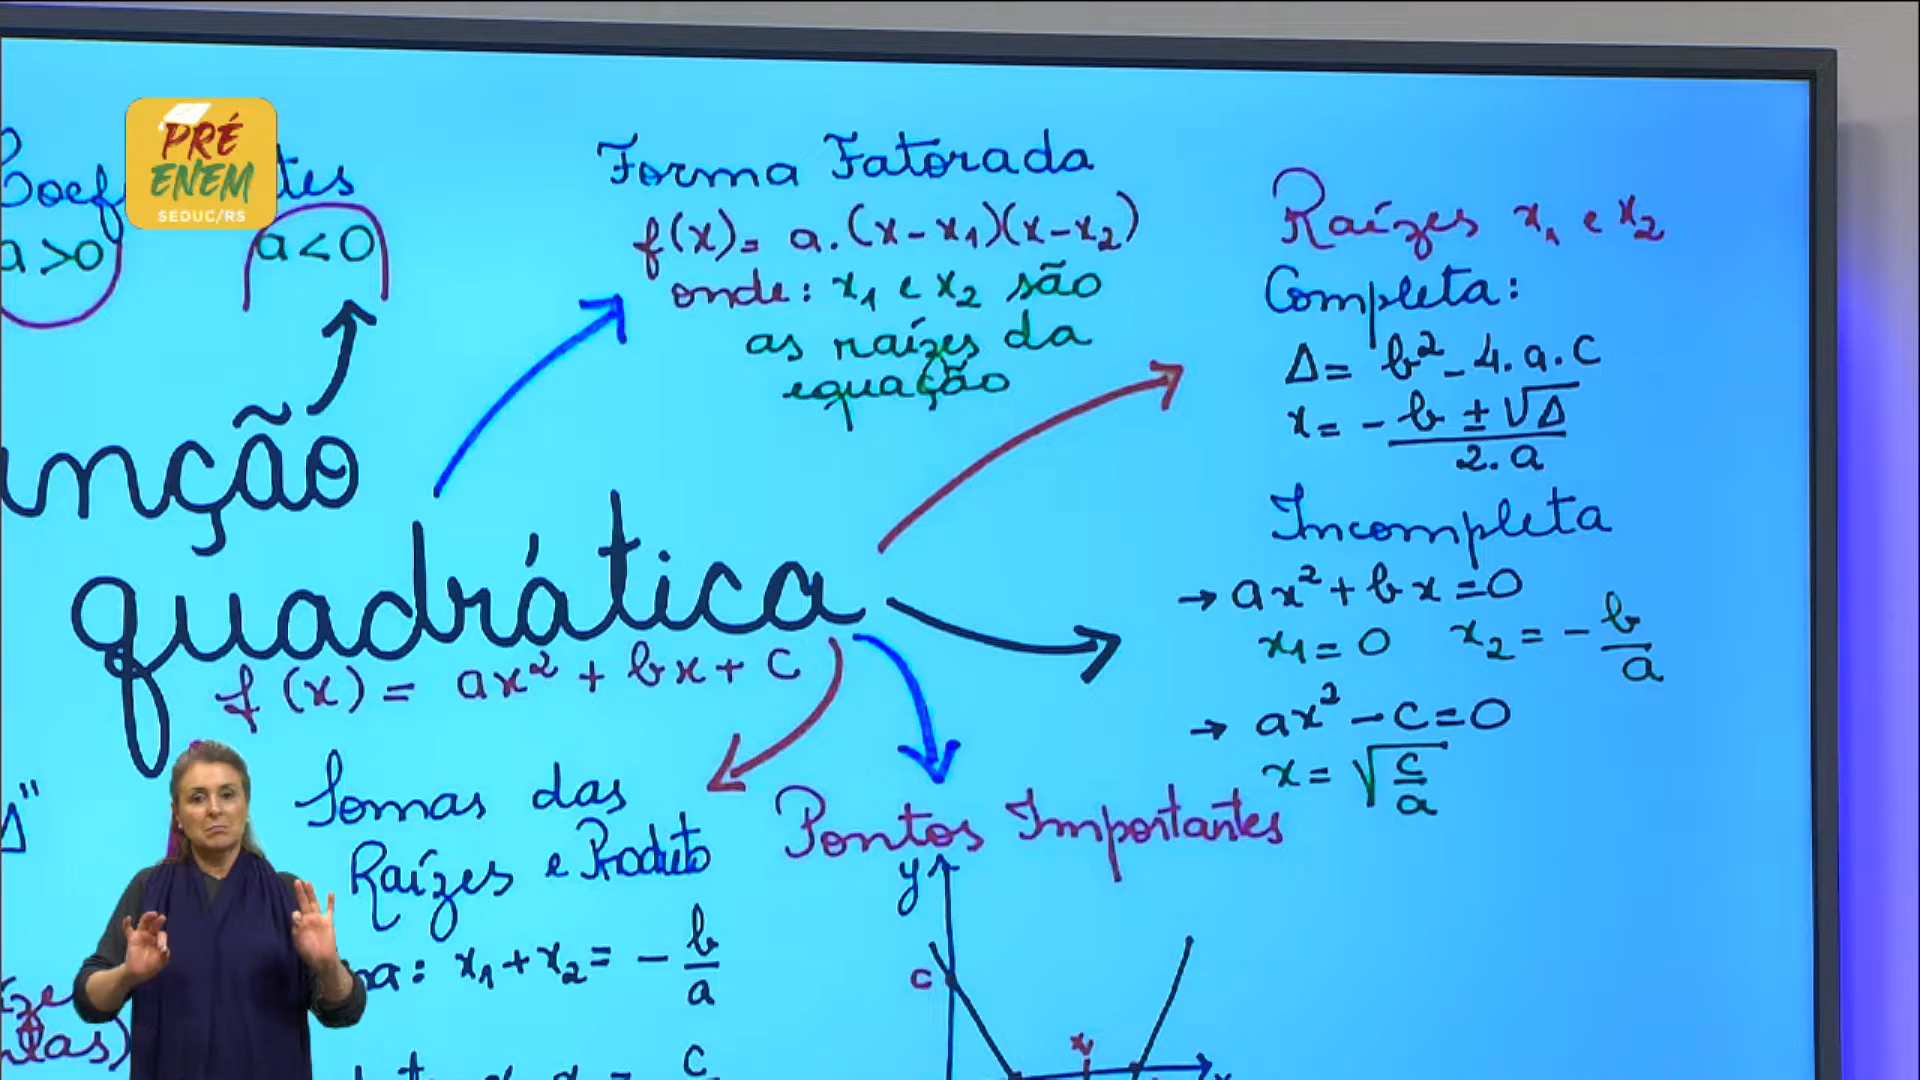 PRÉ
ENEM
SEDUC/RS
a>0
a<0
Forma Fatorada
f(x)= a.(x-x₁)(x-x₂)
onde: x₁ e x₂ são
as raízes da
equação
Raízes x₁ e x₂
Completa:
Δ= b²-4.a.c
x= -b ± √Δ
2.a
Incompleta
→ ax²+bx=0
x₁=0 x₂=-b
a
→ ax²-c=0
x= √c
a
quadrática
f(x) = ax² + bx + c
Somas das
Raízes e Produto
x₁+x₂= - b
a
c
Pontos Importantes
y
c
xᵥ
x